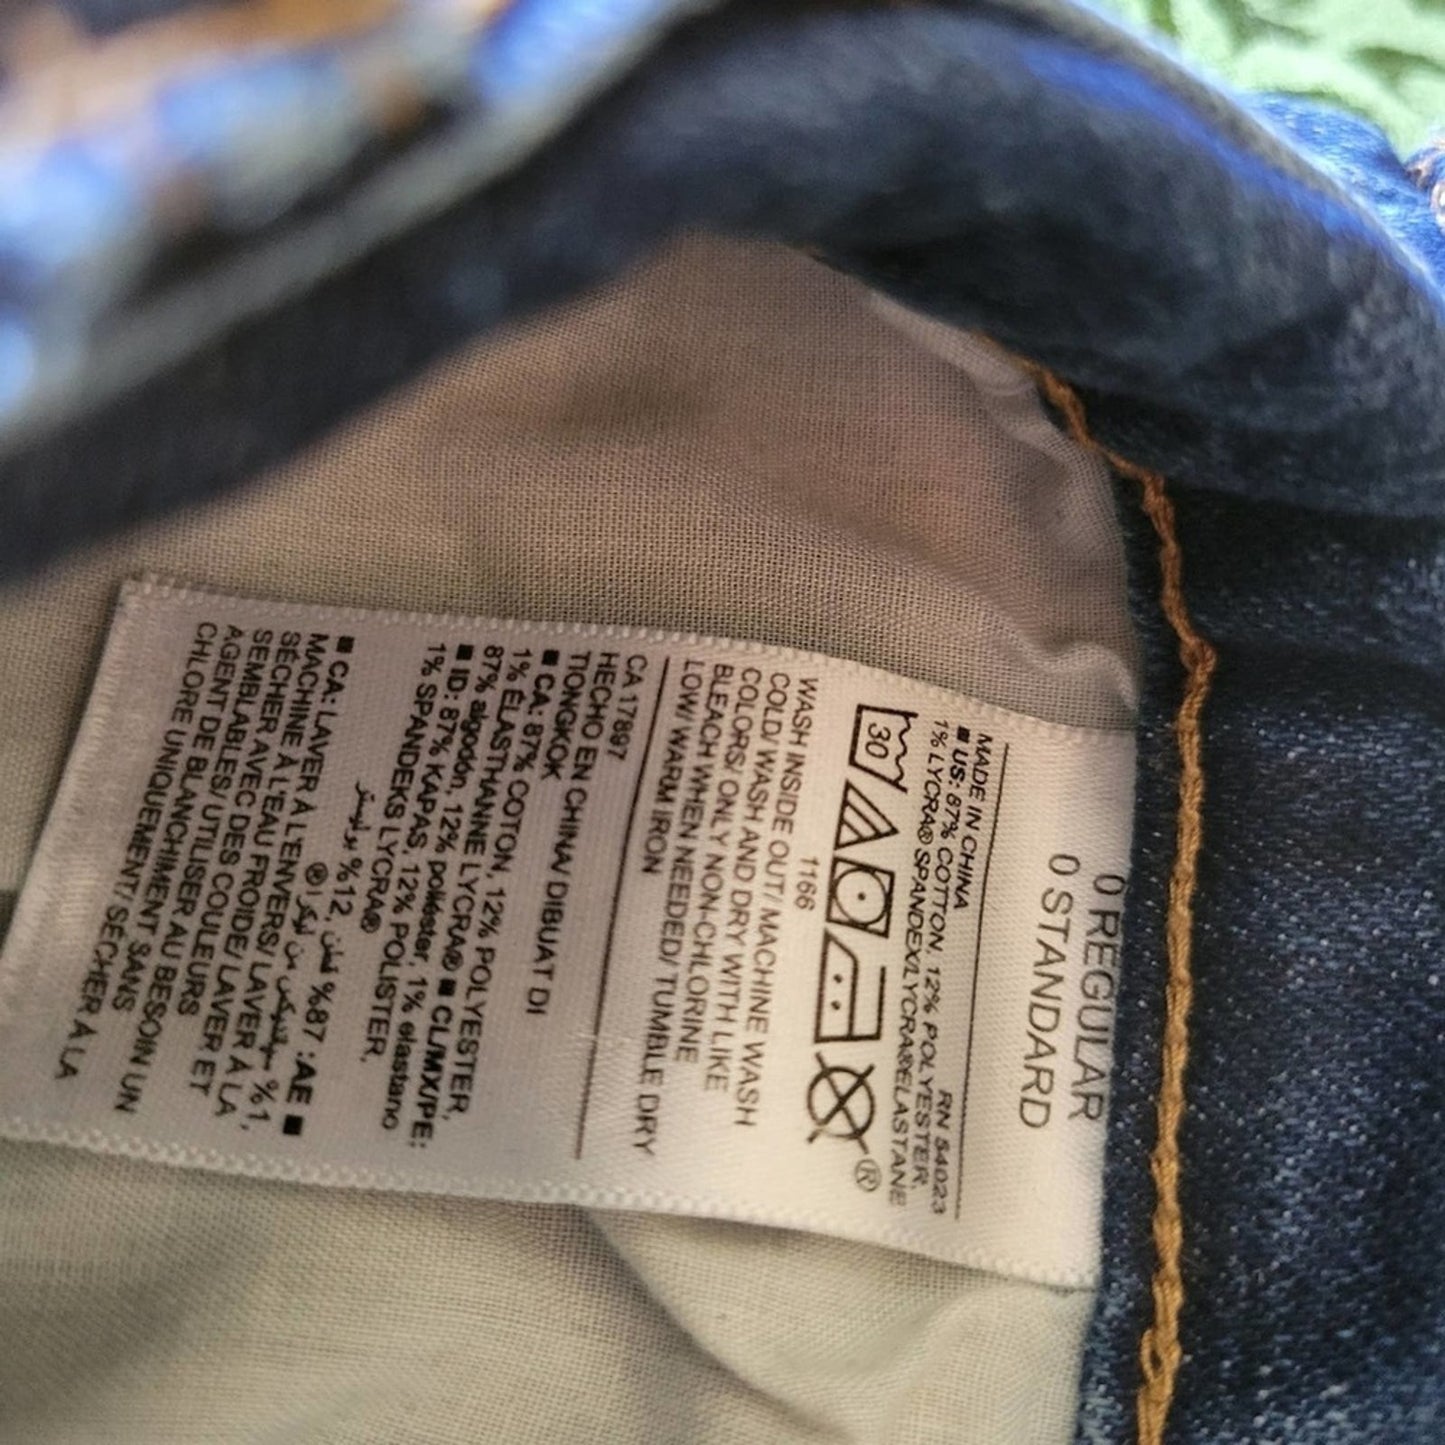 0 REGULAR
0 STANDARD
RN 54023
MADE IN CHINA
■ US: 87% COTTON, 12% POLYESTER,
1% LYCRA® SPANDEX/LYCRA® ELASTANE
30
®
1166
WASH INSIDE OUT/ MACHINE WASH
COLD/ WASH AND DRY WITH LIKE
COLORS/ ONLY NON-CHLORINE
BLEACH WHEN NEEDED/ TUMBLE DRY
LOW/ WARM IRON
CA 17897
HECHO EN CHINA/ DIBUAT DI
TIONGKOK
■ CA: 87% COTON, 12% POLYESTER,
1% ÉLASTHANNE LYCRA® ■ CL/MX/PE:
87% algodón, 12% poliéster, 1% elastano
■ ID: 87% KAPAS, 12% POLISTER,
1% SPANDEKS LYCRA®
■ AE: 87% قطن, 12% بوليستر
■ CA: LAVER À L'ENVERS/ LAVER À LA
MACHINE À L'EAU FROIDE/ LAVER ET
SÉCHER AVEC DES COULEURS
SEMBLABLES/ UTILISER AU BESOIN UN
AGENT DE BLANCHIMENT SANS
CHLORE UNIQUEMENT/ SÉCHER À LA